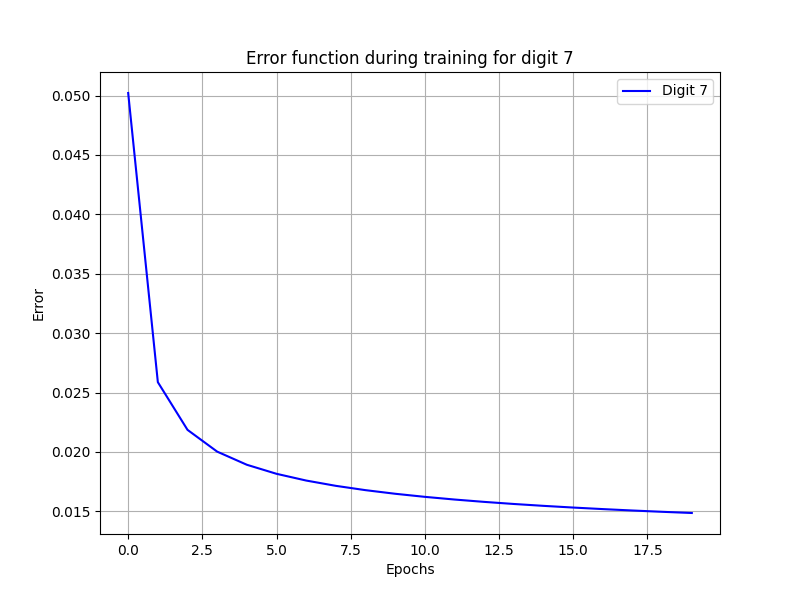 Error function during training for digit 7
Digit 7
0.050
0.045
0.040
0.035
0.030
0.025
0.020
0.015
Error
0.0 2.5 5.0 7.5 10.0 12.5 15.0 17.5
Epochs